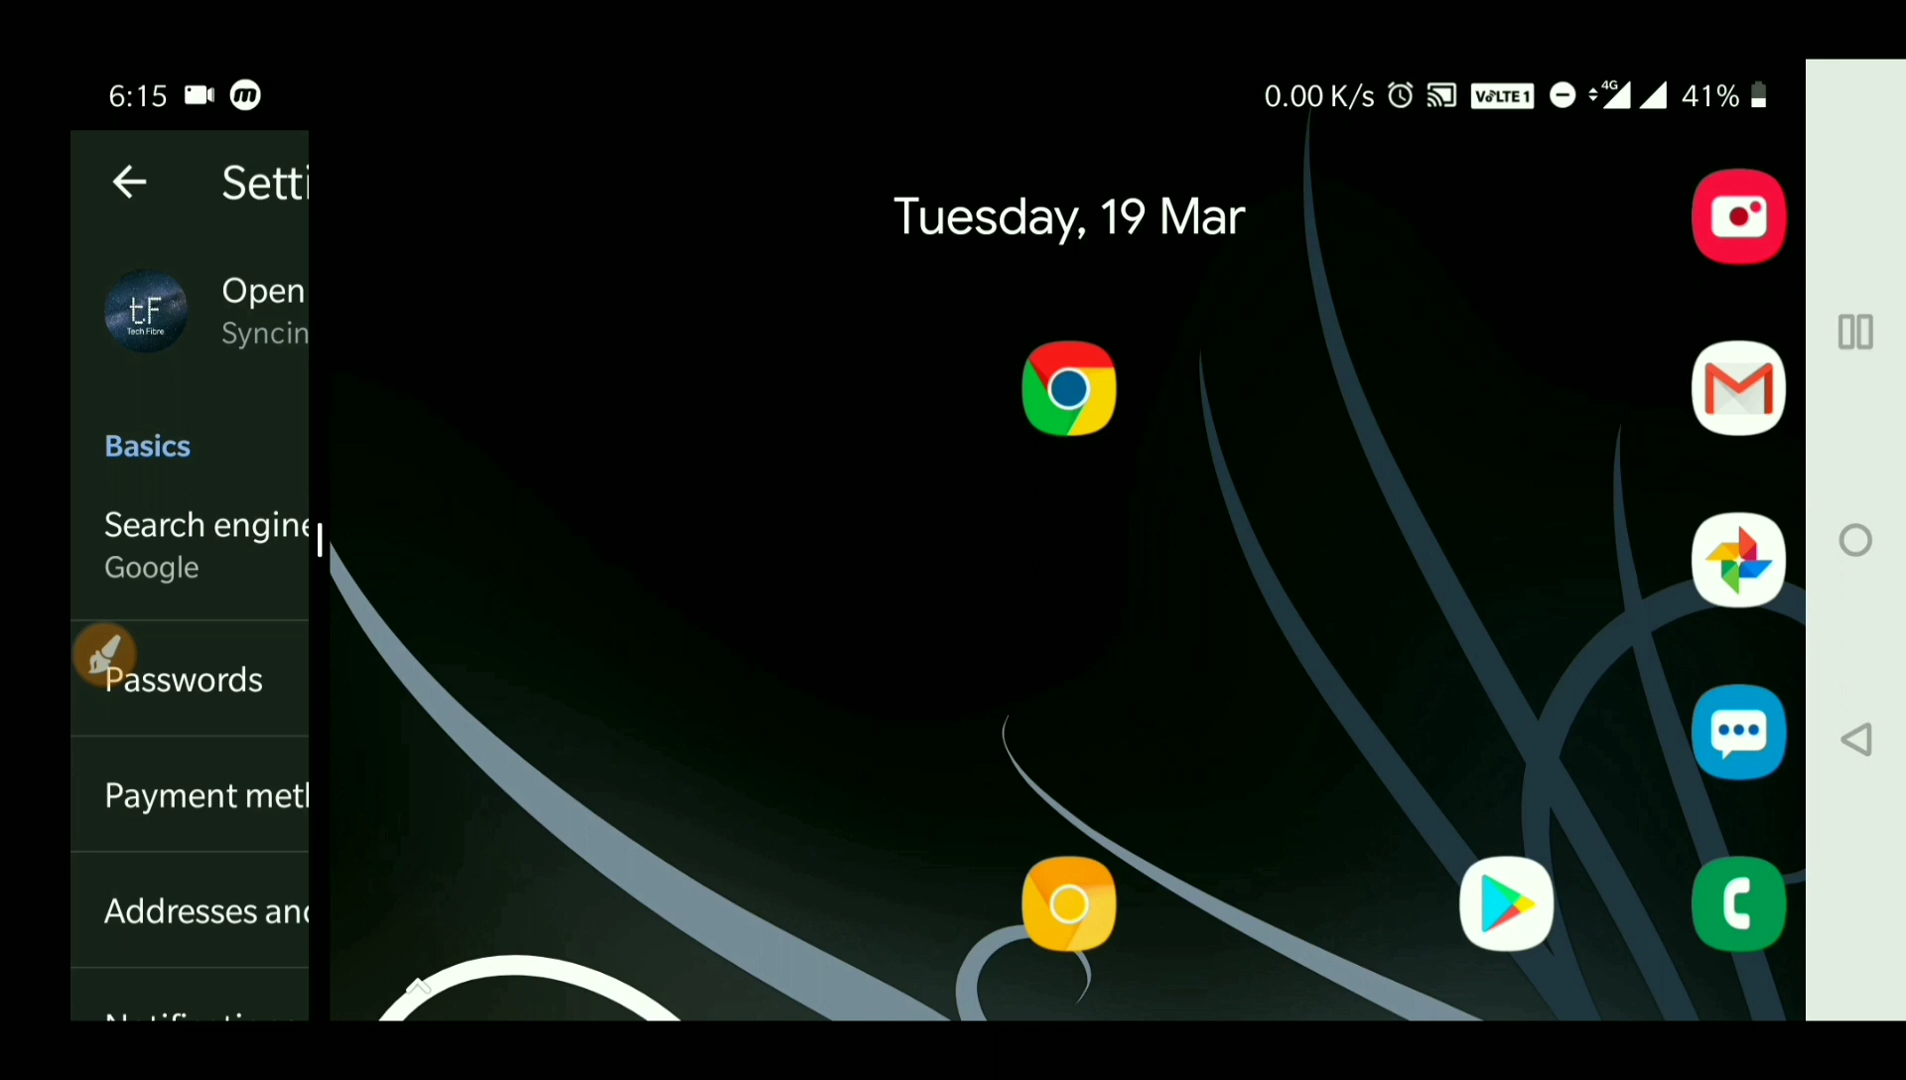 6:15
0.00 K/s VoLTE 1 4G 41%
Setti
Open
Syncin
tF
Tech Fibre
Basics
Search engine
Google
Passwords
Payment met
Addresses and
Tuesday, 19 Mar